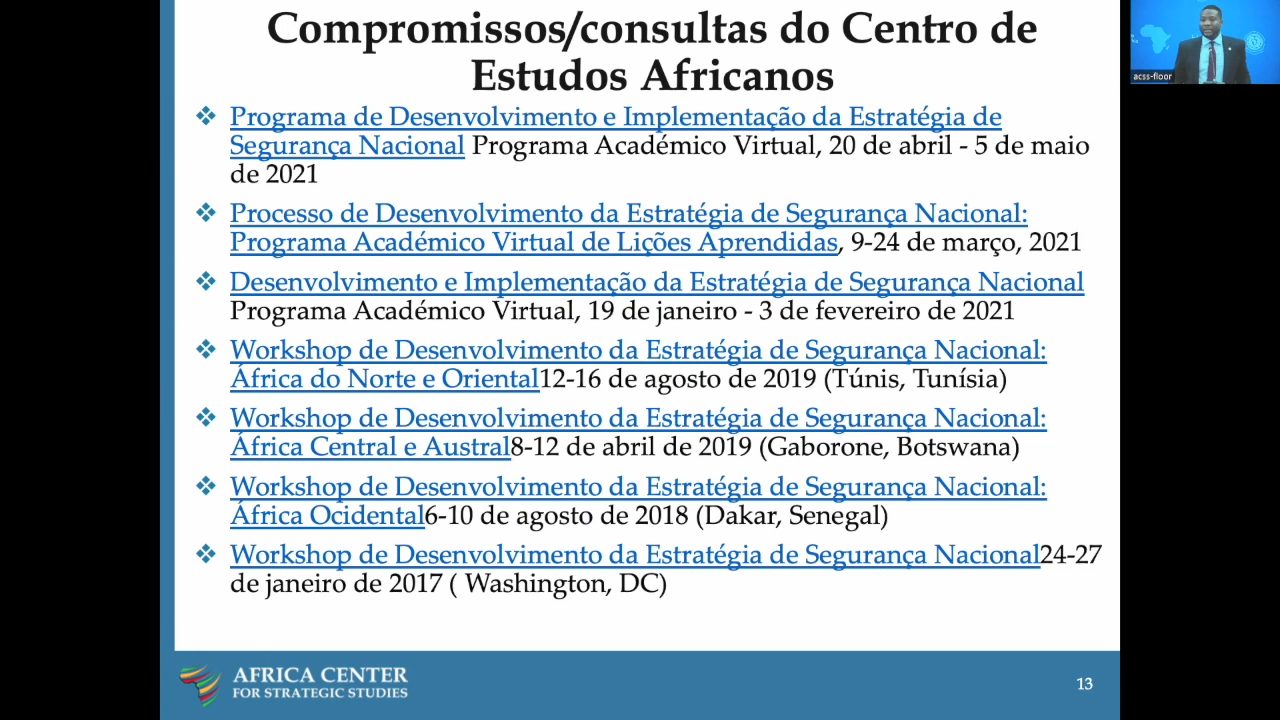 Compromissos/consultas do Centro de
Estudos Africanos
❖ Programa de Desenvolvimento e Implementação da Estratégia de
Segurança Nacional Programa Académico Virtual, 20 de abril - 5 de maio
de 2021
❖ Processo de Desenvolvimento da Estratégia de Segurança Nacional:
Programa Académico Virtual de Lições Aprendidas, 9-24 de março, 2021
❖ Desenvolvimento e Implementação da Estratégia de Segurança Nacional
Programa Académico Virtual, 19 de janeiro - 3 de fevereiro de 2021
❖ Workshop de Desenvolvimento da Estratégia de Segurança Nacional:
África do Norte e Oriental12-16 de agosto de 2019 (Túnis, Tunísia)
❖ Workshop de Desenvolvimento da Estratégia de Segurança Nacional:
África Central e Austral8-12 de abril de 2019 (Gaborone, Botswana)
❖ Workshop de Desenvolvimento da Estratégia de Segurança Nacional:
África Ocidental6-10 de agosto de 2018 (Dakar, Senegal)
❖ Workshop de Desenvolvimento da Estratégia de Segurança Nacional24-27
de janeiro de 2017 ( Washington, DC)
AFRICA CENTER
FOR STRATEGIC STUDIES
13
acss-floor